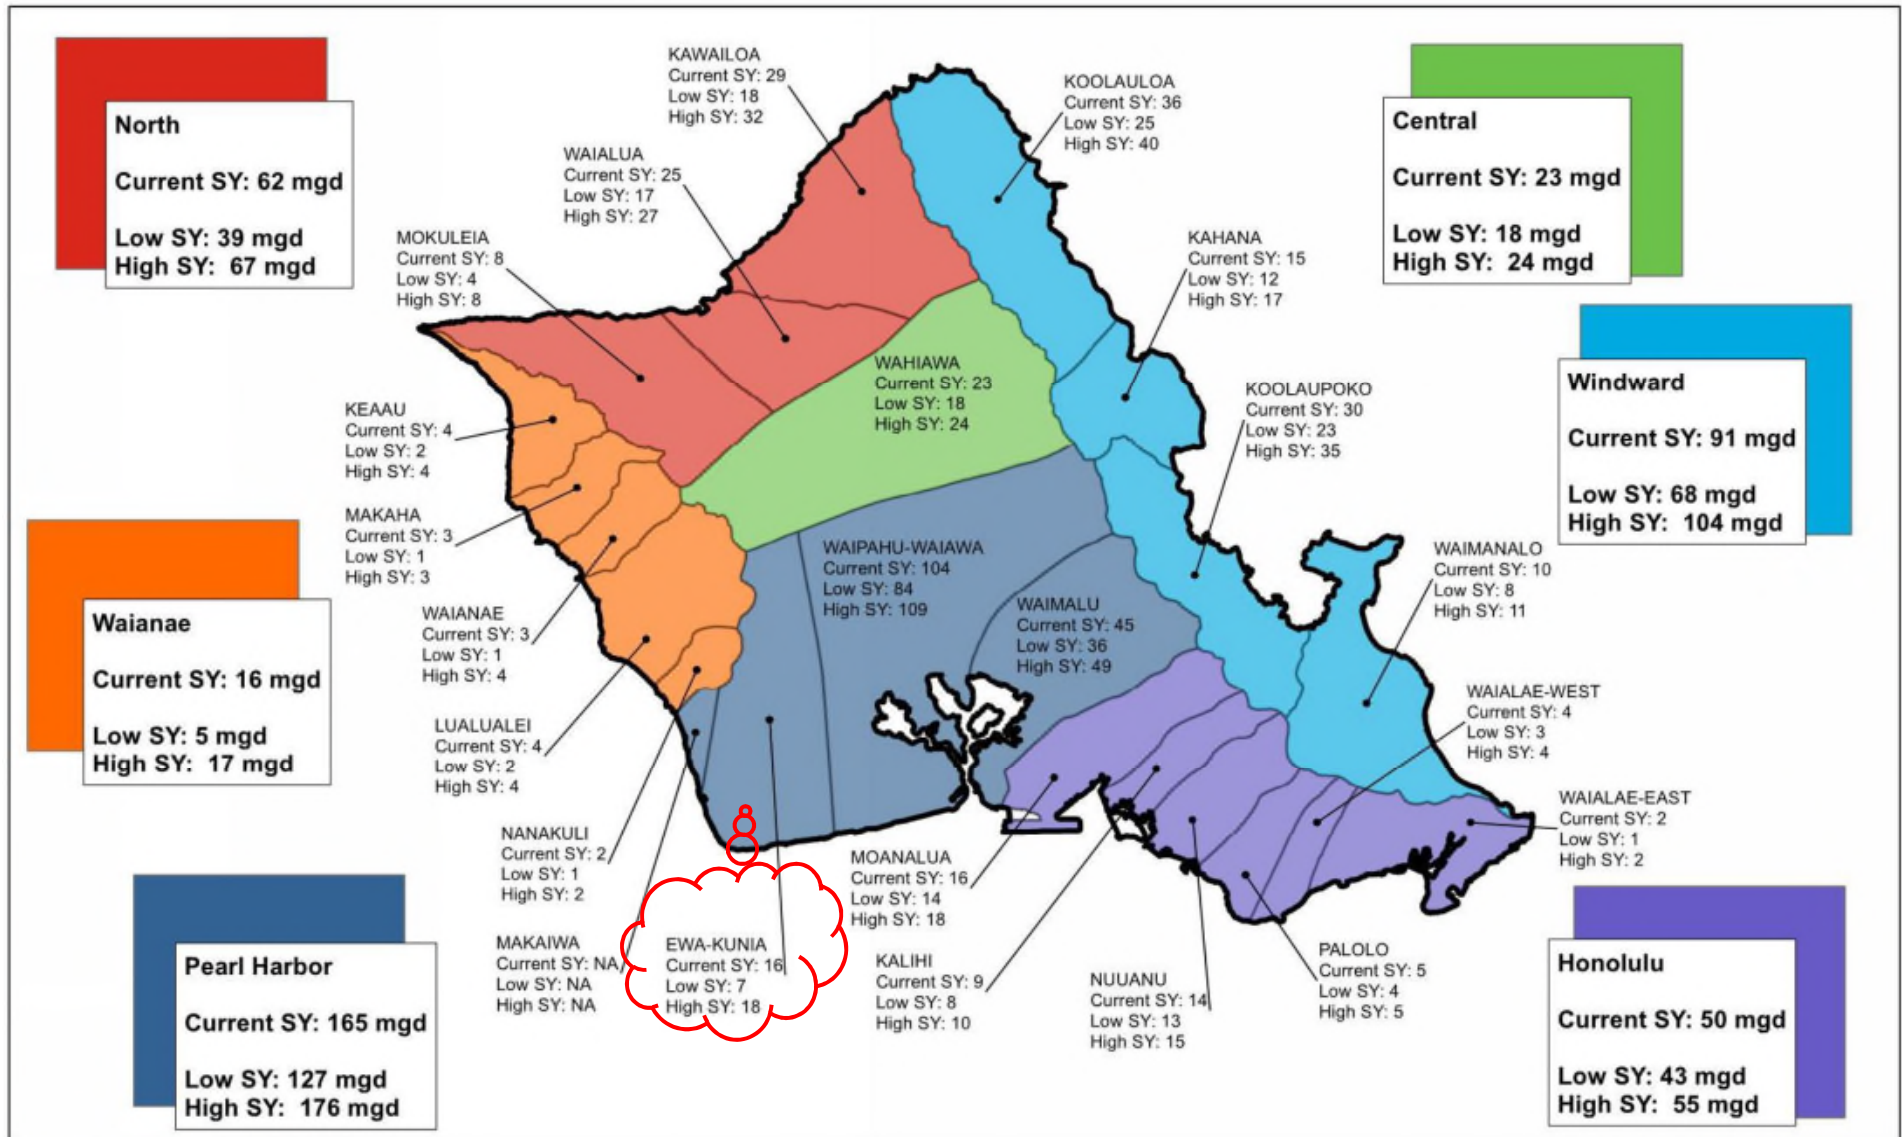 KAWAILOA
Current SY: 29
Low SY: 18
High SY: 32
KOOLAULOA
Current SY: 36
Low SY: 25
High SY: 40
North
Current SY: 62 mgd
Low SY: 39 mgd
High SY: 67 mgd
Central
Current SY: 23 mgd
Low SY: 18 mgd
High SY: 24 mgd
WAIALUA
Current SY: 25
Low SY: 17
High SY: 27
MOKULEIA
Current SY: 8
Low SY: 4
High SY: 8
KAHANA
Current SY: 15
Low SY: 12
High SY: 17
WAHIAWA
Current SY: 23
Low SY: 18
High SY: 24
KOOLAUPOKO
Current SY: 30
Low SY: 23
High SY: 35
Windward
Current SY: 91 mgd
Low SY: 68 mgd
High SY: 104 mgd
KEAAU
Current SY: 4
Low SY: 2
High SY: 4
MAKAHA
Current SY: 3
Low SY: 1
High SY: 3
WAIPAHU-WAIAWA
Current SY: 104
Low SY: 84
High SY: 109
WAIMANALO
Current SY: 10
Low SY: 8
High SY: 11
Waianae
Current SY: 16 mgd
Low SY: 5 mgd
High SY: 17 mgd
WAIANAE
Current SY: 3
Low SY: 1
High SY: 4
WAIMALU
Current SY: 45
Low SY: 36
High SY: 49
WAIALAE-WEST
Current SY: 4
Low SY: 3
High SY: 4
LUALUALEI
Current SY: 4
Low SY: 2
High SY: 4
WAIALAE-EAST
Current SY: 2
Low SY: 1
High SY: 2
NANAKULI
Current SY: 2
Low SY: 1
High SY: 2
MOANALUA
Current SY: 16
Low SY: 14
High SY: 18
Pearl Harbor
Current SY: 165 mgd
Low SY: 127 mgd
High SY: 176 mgd
MAKAIWA
Current SY: NA
Low SY: NA
High SY: NA
EWA-KUNIA
Current SY: 16
Low SY: 7
High SY: 18
KALIHI
Current SY: 9
Low SY: 8
High SY: 10
NUUANU
Current SY: 14
Low SY: 13
High SY: 15
PALOLO
Current SY: 5
Low SY: 4
High SY: 5
Honolulu
Current SY: 50 mgd
Low SY: 43 mgd
High SY: 55 mgd